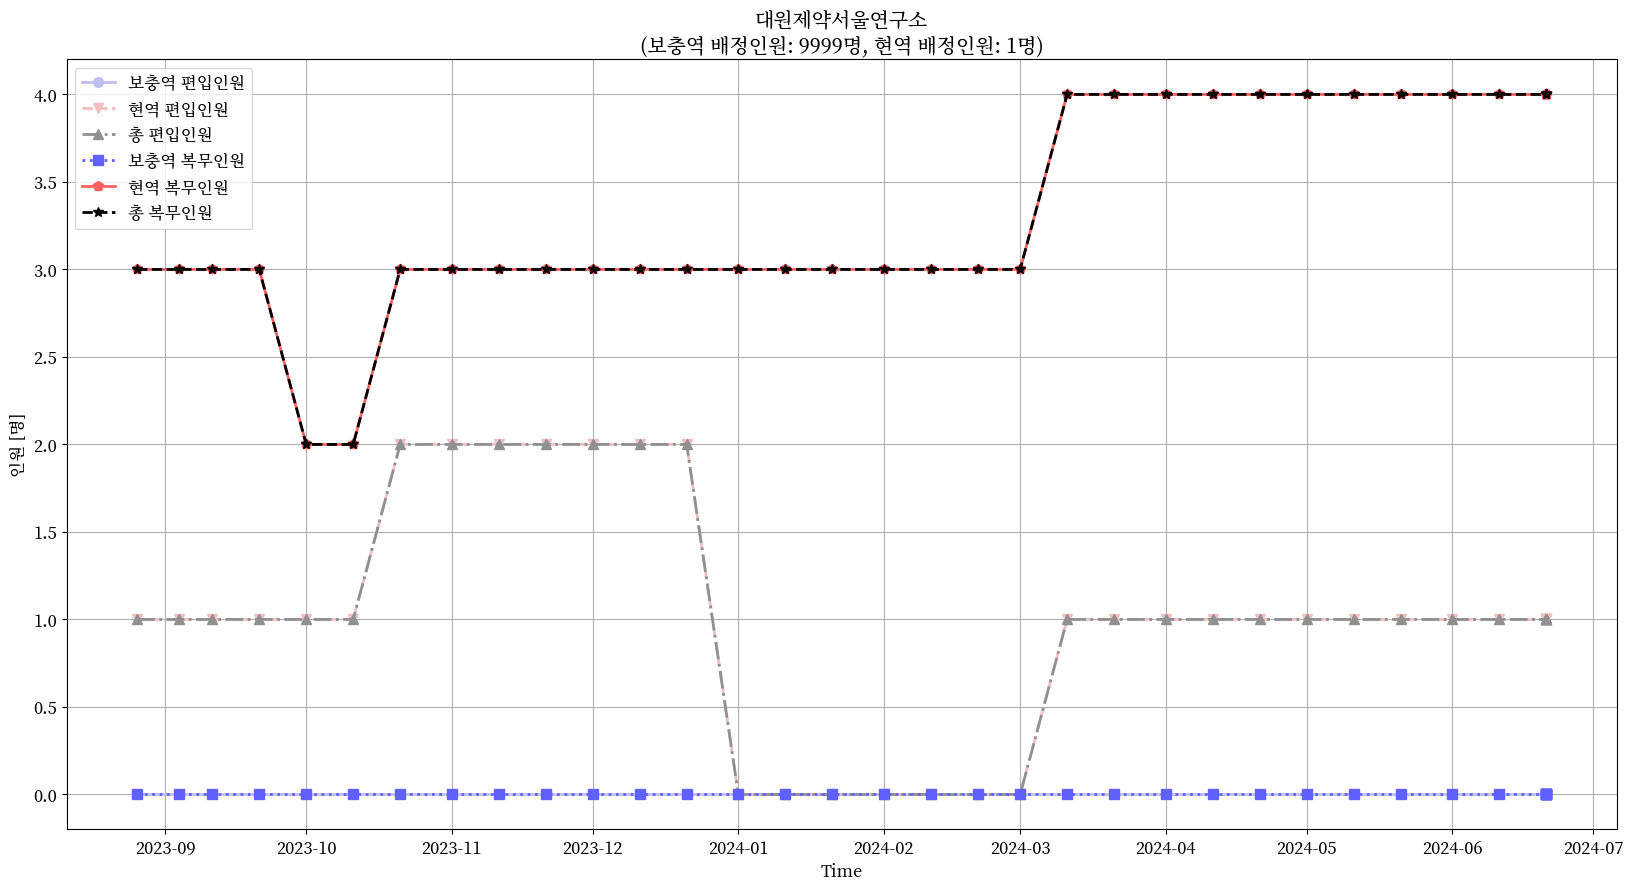 대원제약서울연구소
(보충역 배정인원: 9999명, 현역 배정인원: 1명)
보충역 편입인원
현역 편입인원
총 편입인원
보충역 복무인원
현역 복무인원
총 복무인원
4.0
3.5
3.0
2.5
2.0
1.5
1.0
0.5
0.0
인원 [명]
2023-09
2023-10
2023-11
2023-12
2024-01
2024-02
2024-03
2024-04
2024-05
2024-06
2024-07
Time